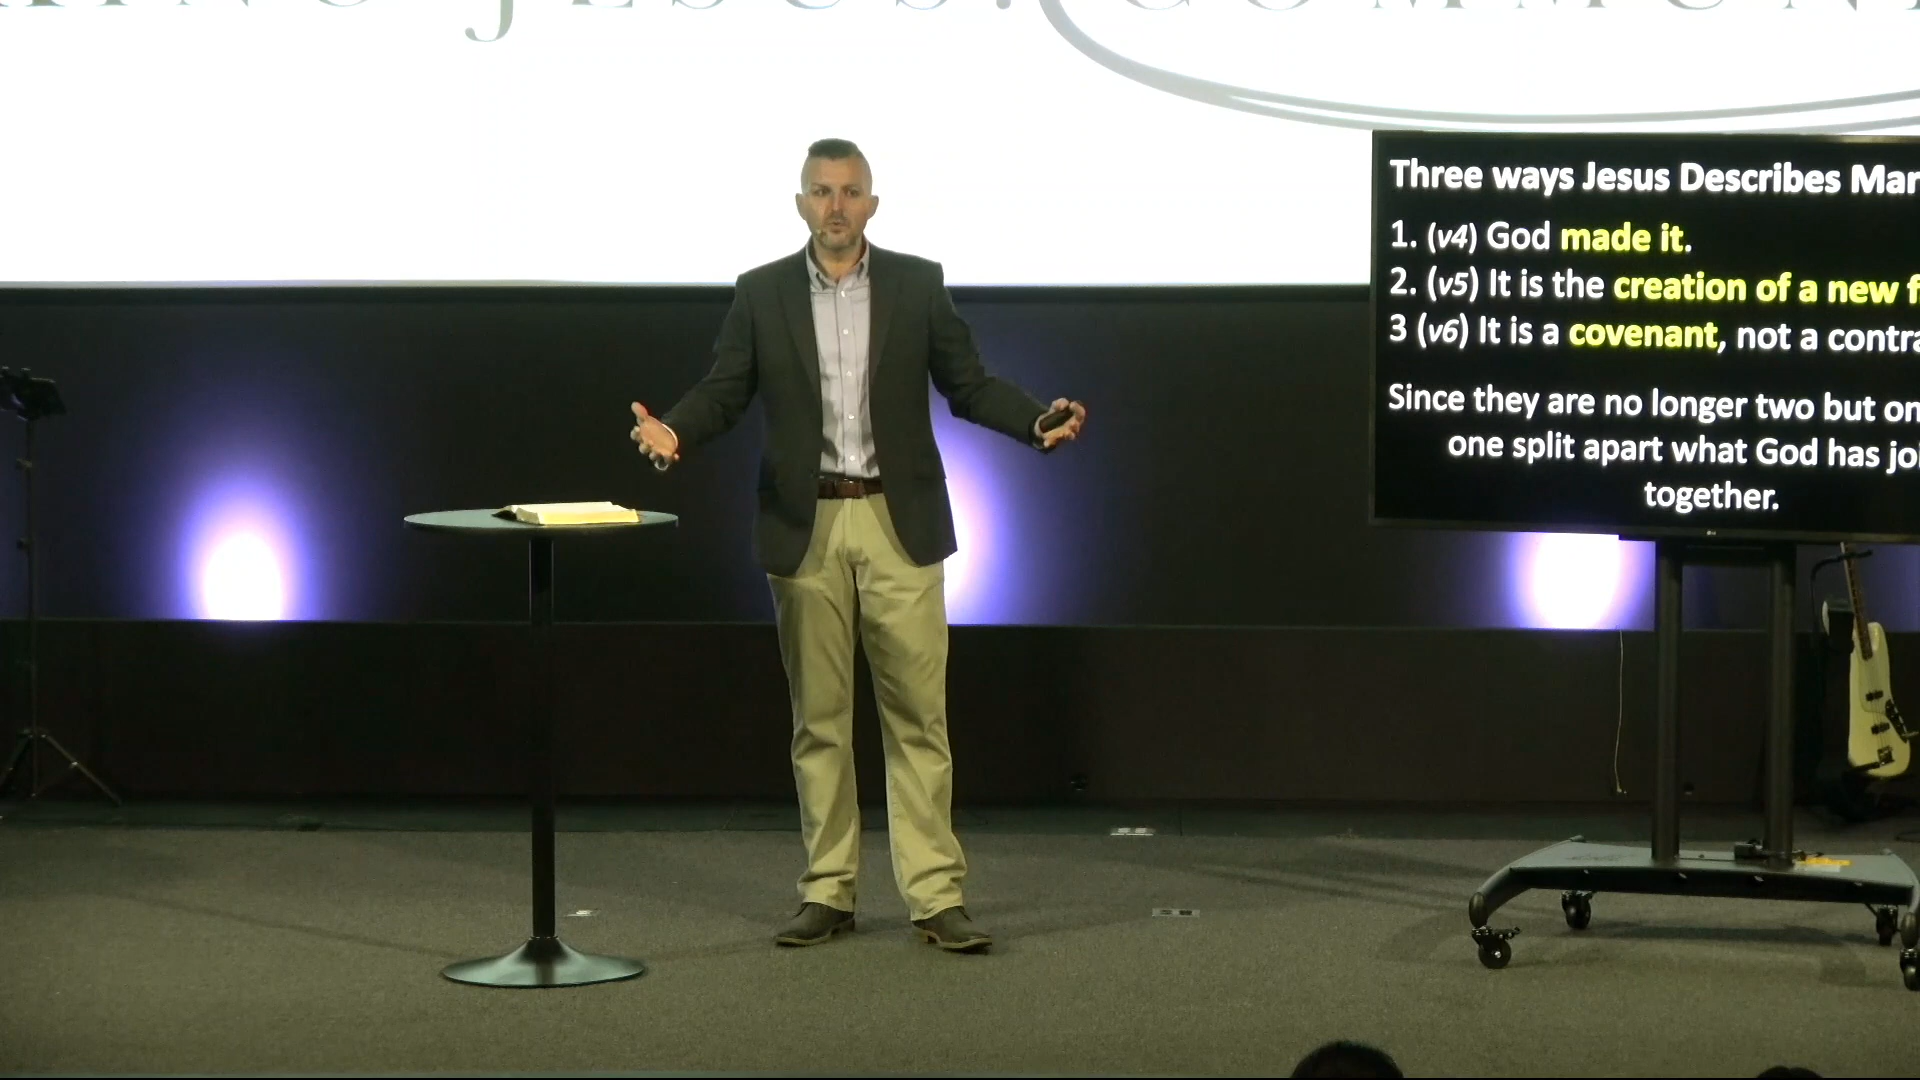 JESUS. COMMUN
Three ways Jesus Describes Mar
1. (v4) God made it.
2. (v5) It is the creation of a new f
3 (v6) It is a covenant, not a contra
Since they are no longer two but on
one split apart what God has joi
together.